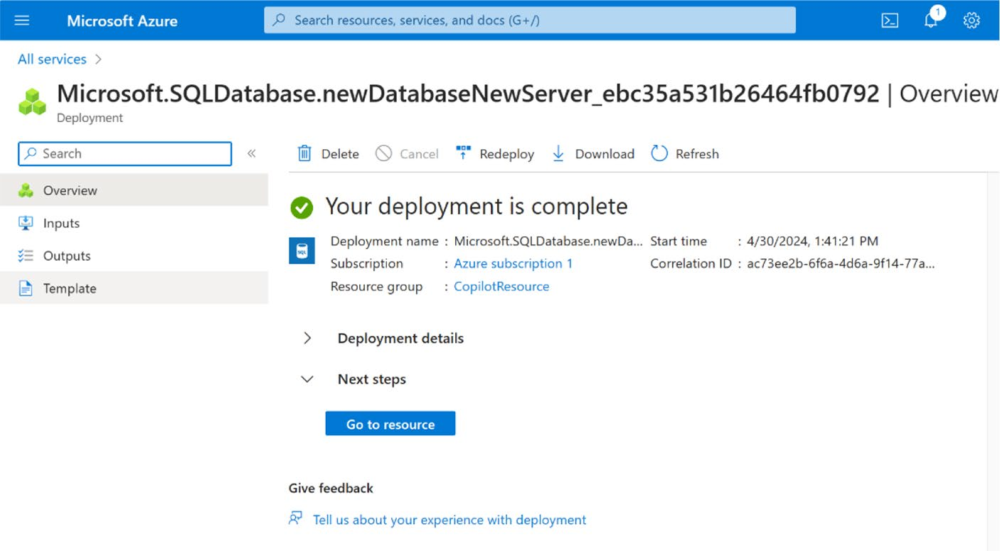 Microsoft Azure
Search resources, services, and docs (G+/)
1
All services
Microsoft.SQLDatabase.newDatabaseNewServer_ebc35a531b26464fb0792 | Overview
Deployment
Search
Delete
Cancel
Redeploy
Download
Refresh
Overview
Inputs
Outputs
Template
Your deployment is complete
SQL
Deployment name : Microsoft.SQLDatabase.newDa...
Subscription : Azure subscription 1
Resource group : CopilotResource
Start time : 4/30/2024, 1:41:21 PM
Correlation ID : ac73ee2b-6f6a-4d6a-9f14-77a...
Deployment details
Next steps
Go to resource
Give feedback
Tell us about your experience with deployment